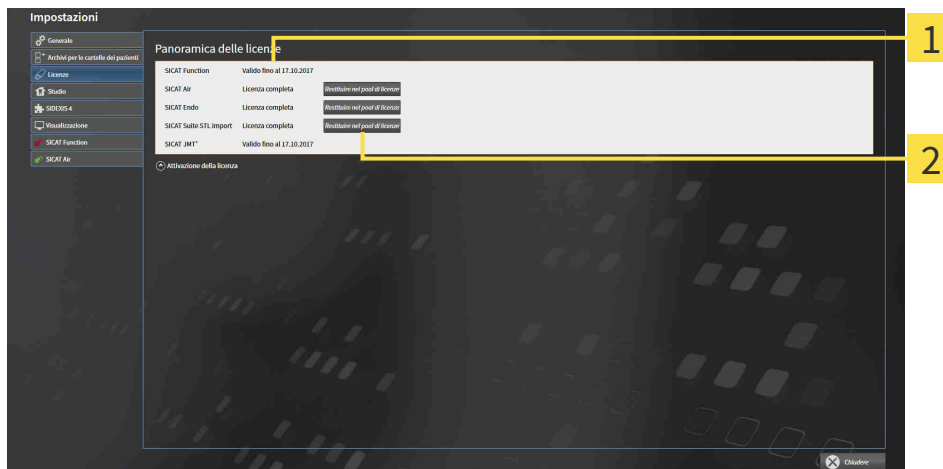 Impostazioni
Generale
Archivi per le cartelle dei pazienti
Licenze
Studio
SIDEXIS 4
Visualizzazione
SICAT Function
SICAT Air
Panoramica delle licenze
SICAT Function Valido fino al 17.10.2017
SICAT Air Licenza completa Restituire nel pool di licenze
SICAT Endo Licenza completa Restituire nel pool di licenze
SICAT Suite STL Import Licenza completa Restituire nel pool di licenze
SICAT JMT+ Valido fino al 17.10.2017
Attivazione della licenza
Chiudere
1
2